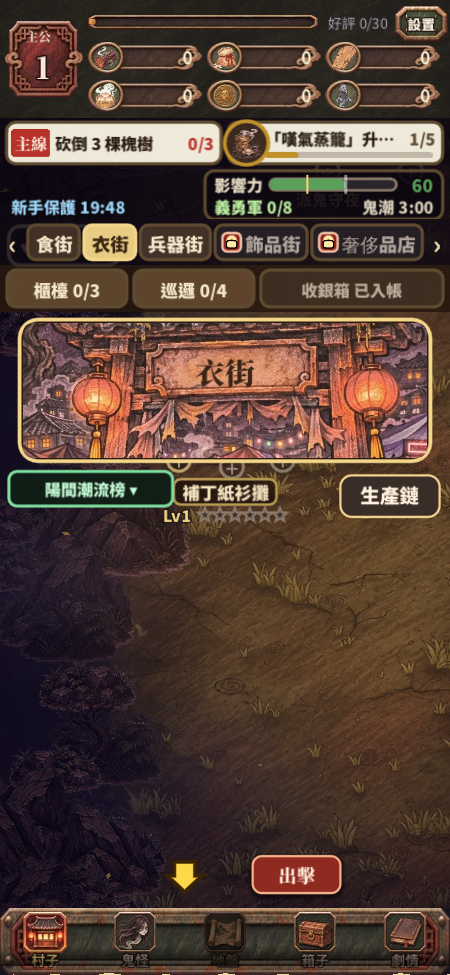 主公
1
好評 0/30
設置
0
0
0
0
0
0
主線 砍倒 3 棵槐樹 0/3
「嘆氣蒸籠」升⋯ 1/5
影響力 60
新手保護 19:48
義勇軍 0/8
鬼潮 3:00
‹ 食街 衣街 兵器街 飾品街 奢侈品店 ›
櫃檯 0/3
巡邏 0/4
收銀箱 已入帳
衣街
陽間潮流榜 ▾
補丁紙衫攤
生產鏈
Lv1 ☆☆☆☆☆☆
出擊
村子
鬼怪
地盤
箱子
劇情